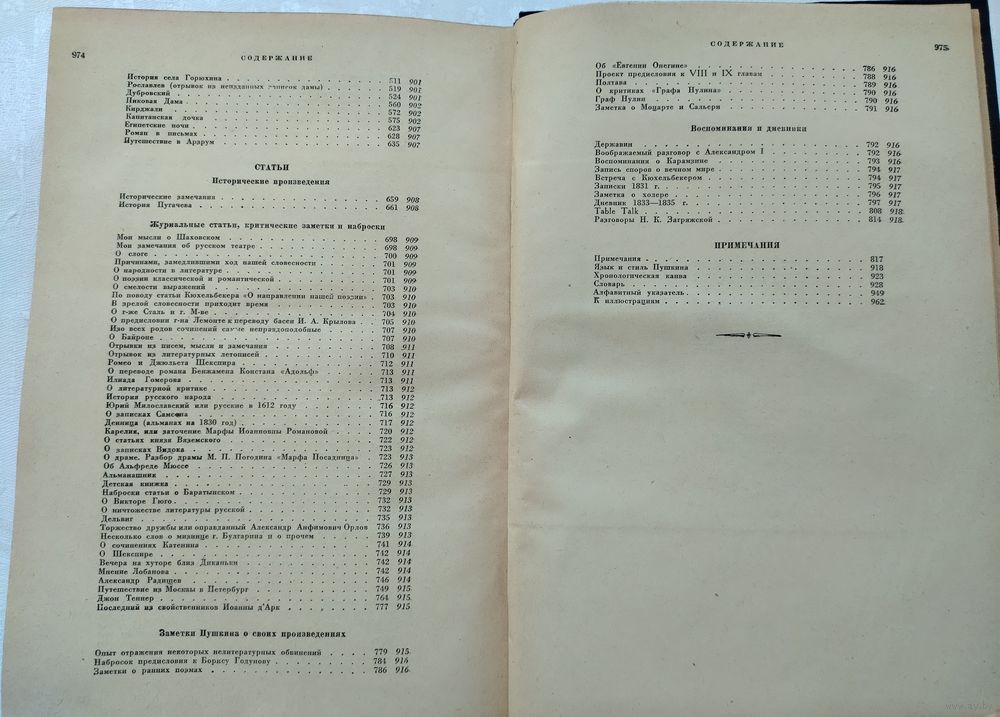 974
СОДЕРЖАНИЕ
История села Горюхина 511 901
Рославлев (отрывок из неизданных записок дамы) 519 901
Дубровский 524 901
Пиковая Дама 560 902
Кирджали 572 902
Капитанская дочка 575 902
Египетские ночи 623 907
Роман в письмах 628 907
Путешествие в Арзрум 635 907
СТАТЬИ
Исторические произведения
Исторические замечания 659 908
История Пугачева 661 908
Журнальные статьи, критические заметки и наброски
Мои мысли о Шаховском 698 909
Мои замечания об русском театре 698 909
О слоге 700 909
Причинами, замедлившими ход нашей словесности 701 909
О народности в литературе 701 909
О поэзии классической и романтической 701 909
О смелости выражений 703 910
По поводу статьи Кюхельбекера «О направлении нашей поэзии» 703 910
В зрелой словесности приходит время 703 910
О г-же Сталь и г. М-ве 704 910
О предисловии г-на Лемонте к переводу басен И. А. Крылова 705 910
Изо всех родов сочинений самые неправдоподобные 707 910
О Байроне 707 910
Отрывки из писем, мысли и замечания 708 911
Отрывок из литературных летописей 710 911
Ромео и Джюльета Шекспира 712 911
О переводе романа Бенжамена Констана «Адольф» 713 911
Илиада Гомерова 713 911
О литературной критике 713 912
История русского народа 713 912
Юрий Милославский или русские в 1612 году 716 912
О записках Самсона 716 912
Денница (альманах на 1830 год) 717 912
Карелия, или заточение Марфы Иоанновны Романовой 720 912
О статьях князя Вяземского 722 912
О записках Видока 723 912
О драме. Разбор драмы М. П. Погодина «Марфа Посадница» 723 913
Об Альфреде Мюссе 726 913
Альманашник 727 913
Детская книжка 729 913
Наброски статьи о Баратынском 729 913
О Викторе Гюго 732 913
О ничтожестве литературы русской 732 913
Дельвиг 735 913
Торжество дружбы или оправданный Александр Анфимович Орлов 736 913
Несколько слов о мизинце г. Булгарина и о прочем 739 913
О сочинениях Катенина 741 914
О Шекспире 742 914
Вечера на хуторе близ Диканьки 742 914
Мнение Лобанова 742 914
Александр Радищев 746 914
Путешествие из Москвы в Петербург 749 915
Джон Теннер 764 915
Последний из свойственников Иоанны д'Арк 777 915
Заметки Пушкина о своих произведениях
Опыт отражения некоторых нелитературных обвинений 779 915
Набросок предисловия к Борису Годунову 784 916
Заметки о ранних поэмах 786 916
СОДЕРЖАНИЕ
975
Об «Евгении Онегине» 786 916
Проект предисловия к VIII и IX главам 788 916
Полтава 789 916
О критиках «Графа Нулина» 790 916
Граф Нулин 790 916
Заметка о Моцарте и Сальери 791 916
Воспоминания и дневники
Державин 792 916
Воображаемый разговор с Александром I 792 916
Воспоминания о Карамзине 793 916
Запись споров о вечном мире 794 917
Встреча с Кюхельбекером 794 917
Записки 1831 г. 795 917
Заметка о холере 796 917
Дневник 1833—1835 г. 797 917
Table Talk 808 918
Разговоры Н. К. Загряжской 814 918
ПРИМЕЧАНИЯ
Примечания 817
Язык и стиль Пушкина 918
Хронологическая канва 923
Словарь 928
Алфавитный указатель 949
К иллюстрациям 962
www.ay.by